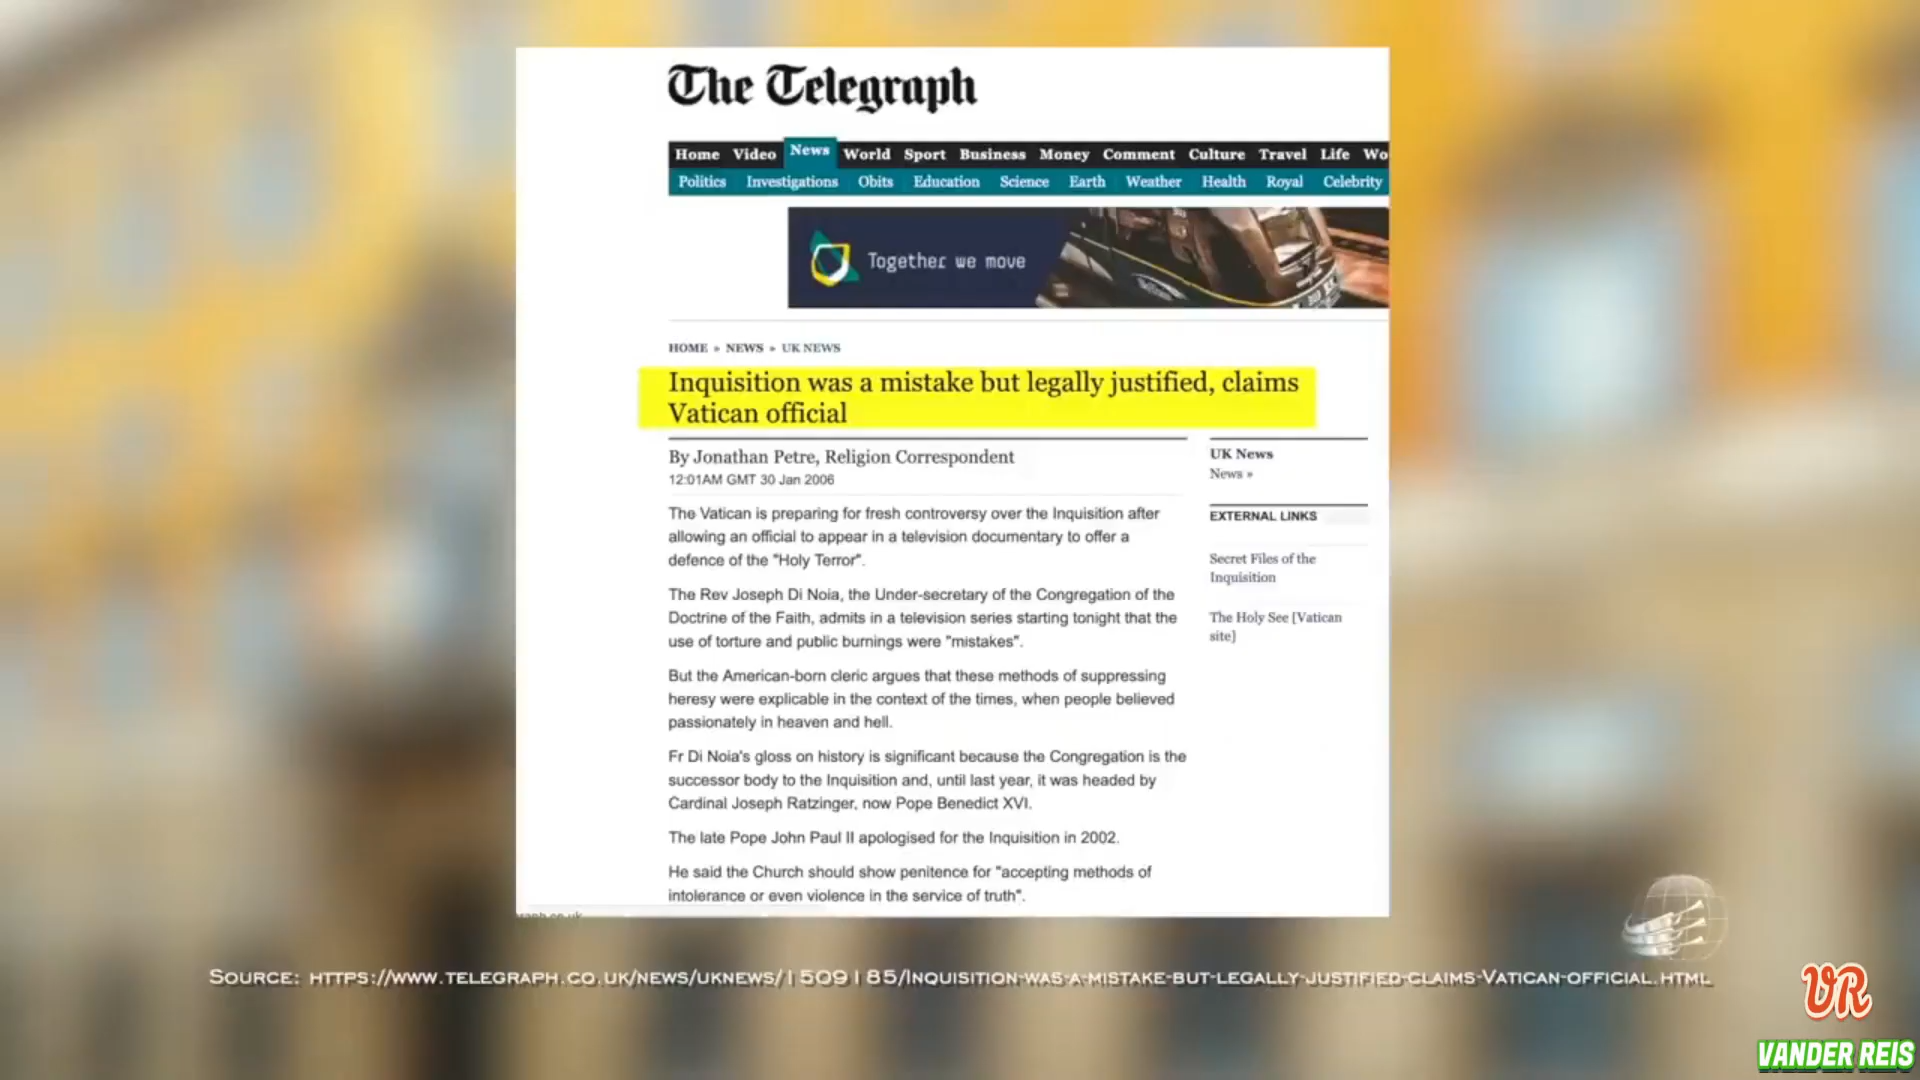 The Telegraph
Home Video News World Sport Business Money Comment Culture Travel Life Wo
Politics Investigations Obits Education Science Earth Weather Health Royal Celebrity
Together we move
HOME » NEWS » UK NEWS
Inquisition was a mistake but legally justified, claims
Vatican official
By Jonathan Petre, Religion Correspondent
12:01AM GMT 30 Jan 2006
The Vatican is preparing for fresh controversy over the Inquisition after
allowing an official to appear in a television documentary to offer a
defence of the "Holy Terror".
The Rev Joseph Di Noia, the Under-secretary of the Congregation of the
Doctrine of the Faith, admits in a television series starting tonight that the
use of torture and public burnings were "mistakes".
But the American-born cleric argues that these methods of suppressing
heresy were explicable in the context of the times, when people believed
passionately in heaven and hell.
Fr Di Noia's gloss on history is significant because the Congregation is the
successor body to the Inquisition and, until last year, it was headed by
Cardinal Joseph Ratzinger, now Pope Benedict XVI.
The late Pope John Paul II apologised for the Inquisition in 2002.
He said the Church should show penitence for "accepting methods of
intolerance or even violence in the service of truth".
UK News
News »
EXTERNAL LINKS
Secret Files of the
Inquisition
The Holy See [Vatican
site]
Source: https://www.telegraph.co.uk/news/uknews/1509185/Inquisition-was-a-mistake-but-legally-justified-claims-Vatican-official.html
VR
VANDER REIS